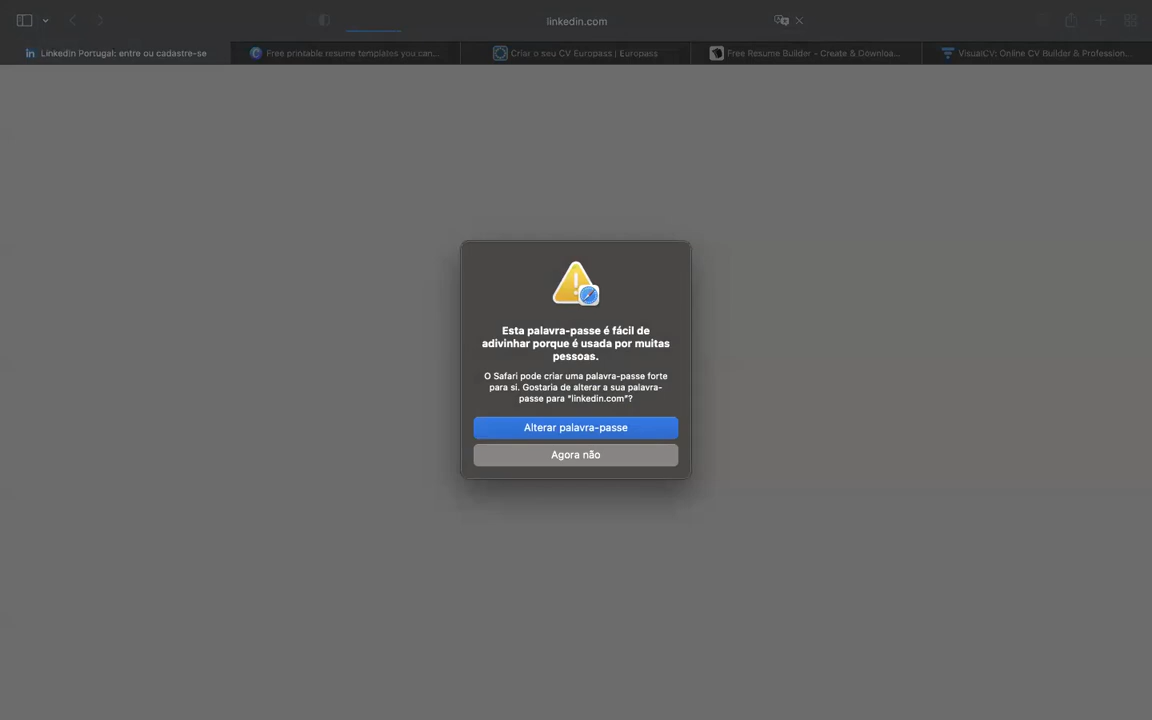 linkedin.com
LinkedIn Portugal: entre ou cadastre-se
Free printable resume templates you can...
Criar o seu CV Europass | Europass
Free Resume Builder - Create & Downloa...
VisualCV: Online CV Builder & Profession...
Esta palavra-passe é fácil de
adivinhar porque é usada por muitas
pessoas.
O Safari pode criar uma palavra-passe forte
para si. Gostaria de alterar a sua palavra-
passe para “linkedin.com”?
Alterar palavra-passe
Agora não